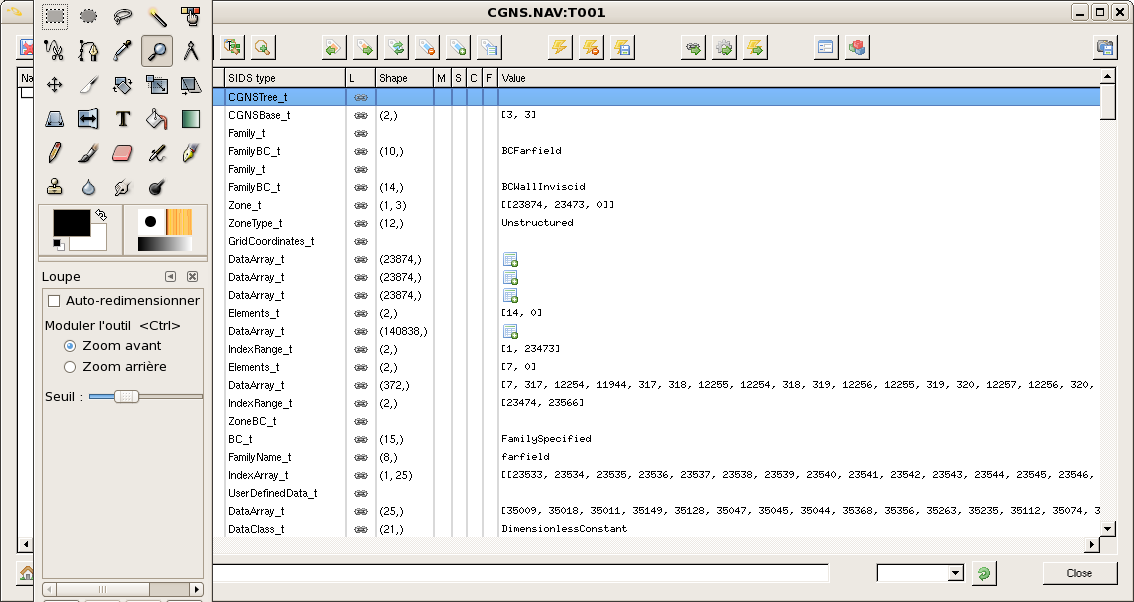 CGNS.NAV:T001
Na
SIDS type L Shape M S C F Value
CGNSTree_t
CGNSBase_t (2,) [3, 3]
Family_t
FamilyBC_t (10,) BCFarfield
Family_t
FamilyBC_t (14,) BCWallInviscid
Zone_t (1, 3) [[23874, 23473, 0]]
ZoneType_t (12,) Unstructured
GridCoordinates_t
DataArray_t (23874,)
DataArray_t (23874,)
DataArray_t (23874,)
Elements_t (2,) [14, 0]
DataArray_t (140838,)
IndexRange_t (2,) [1, 23473]
Elements_t (2,) [7, 0]
DataArray_t (372,) [7, 317, 12254, 11944, 317, 318, 12255, 12254, 318, 319, 12256, 12255, 319, 320, 12257, 12256, 320,
IndexRange_t (2,) [23474, 23566]
ZoneBC_t
BC_t (15,) FamilySpecified
FamilyName_t (8,) farfield
IndexArray_t (1, 25) [[23533, 23534, 23535, 23536, 23537, 23538, 23539, 23540, 23541, 23542, 23543, 23544, 23545, 23546,
UserDefinedData_t
DataArray_t (25,) [35009, 35018, 35011, 35149, 35128, 35047, 35045, 35044, 35368, 35356, 35263, 35235, 35112, 35074, 3
DataClass_t (21,) DimensionlessConstant
Loupe
Auto-redimensionner
Moduler l'outil <Ctrl>
Zoom avant
Zoom arrière
Seuil :
Close